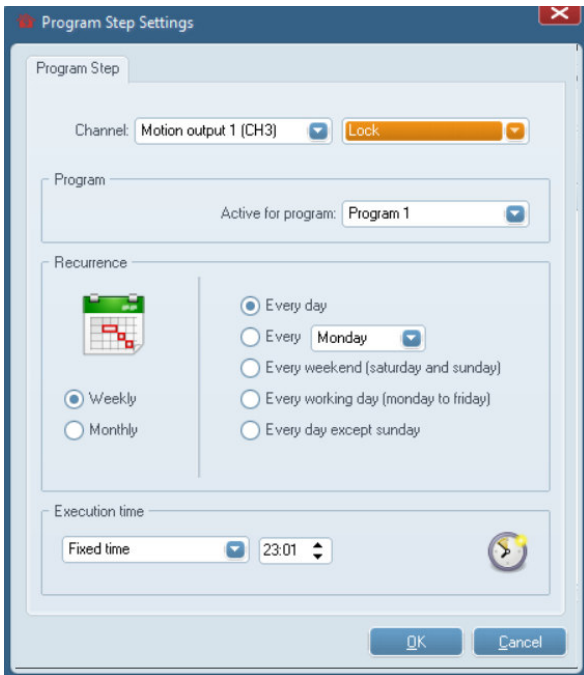 Program Step Settings
Program Step
Channel: Motion output 1 (CH3) Lock
Program
Active for program: Program 1
Recurrence
Every day
Every Monday
Every weekend (saturday and sunday)
Weekly
Every working day (monday to friday)
Monthly
Every day except sunday
Execution time
Fixed time 23:01
OK Cancel